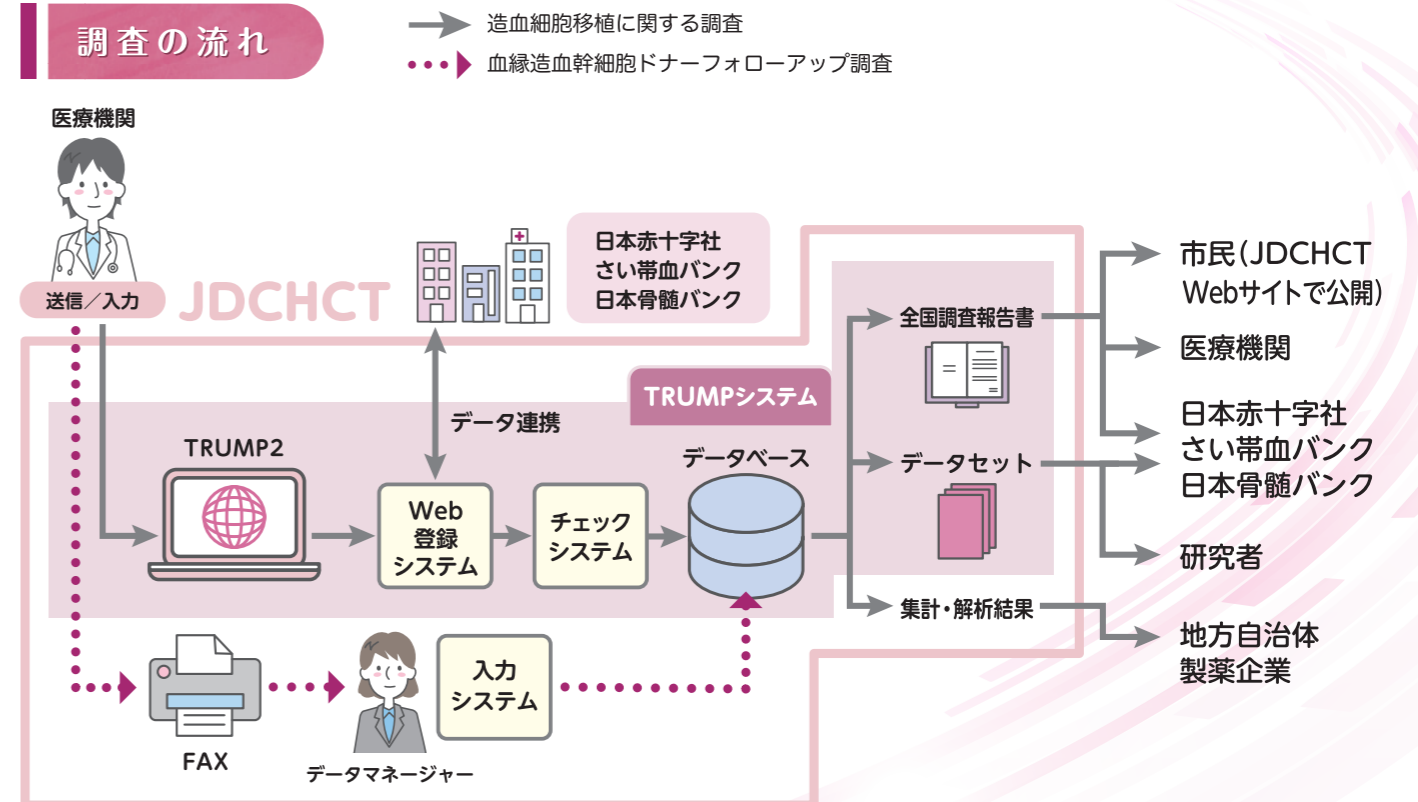 調査の流れ
造血細胞移植に関する調査
血縁造血幹細胞ドナーフォローアップ調査
医療機関
送信／入力
JDCHCT
日本赤十字社
さい帯血バンク
日本骨髄バンク
データ連携
TRUMPシステム
TRUMP2
Web
登録
システム
チェック
システム
データベース
全国調査報告書
データセット
集計・解析結果
市民(JDCHCT
Webサイトで公開)
医療機関
日本赤十字社
さい帯血バンク
日本骨髄バンク
研究者
地方自治体
製薬企業
FAX
データマネージャー
入力
システム